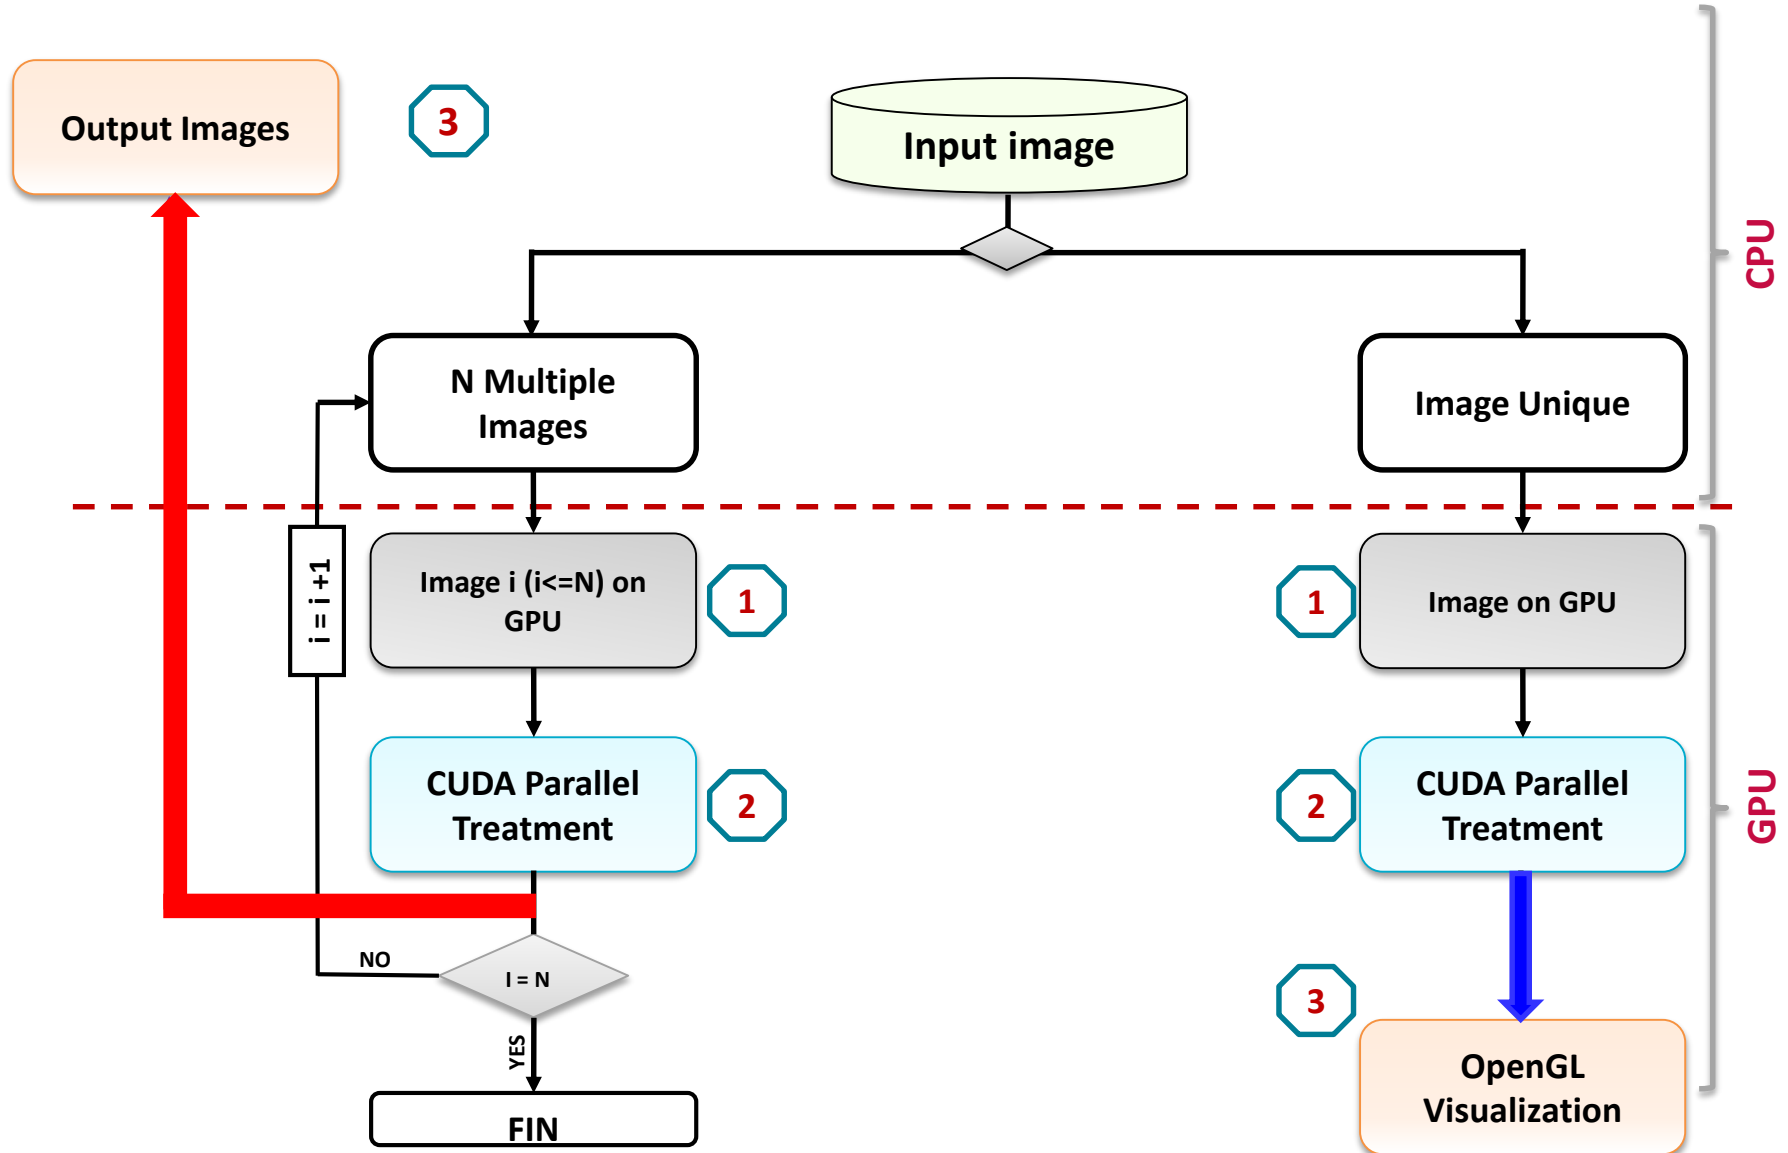 Output Images
3
Input image
CPU
N Multiple
Images
Image Unique
i = i +1
Image i (i<=N) on
GPU
1
1
Image on GPU
CUDA Parallel
Treatment
2
2
CUDA Parallel
Treatment
GPU
NO
I = N
YES
3
FIN
OpenGL
Visualization